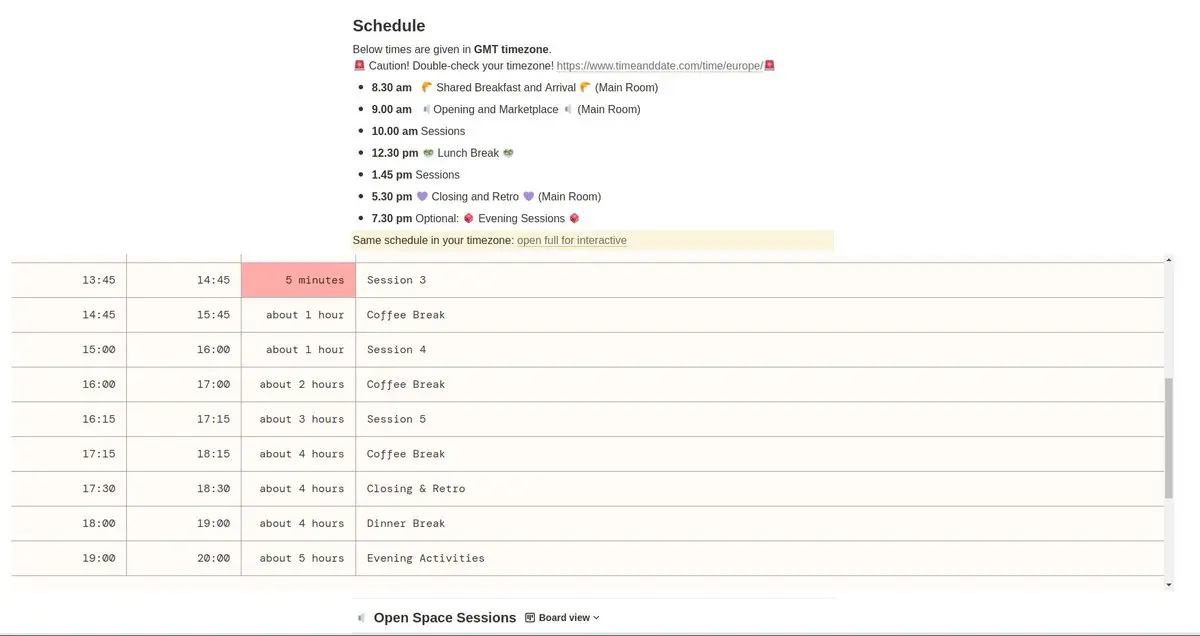 Schedule
Below times are given in GMT timezone.
🚨 Caution! Double-check your timezone! https://www.timeanddate.com/time/europe/🚨
• 8.30 am 🥐 Shared Breakfast and Arrival 🥐 (Main Room)
• 9.00 am Opening and Marketplace (Main Room)
• 10.00 am Sessions
• 12.30 pm 🥗 Lunch Break 🥗
• 1.45 pm Sessions
• 5.30 pm 💜 Closing and Retro 💜 (Main Room)
• 7.30 pm Optional: 🎲 Evening Sessions 🎲
Same schedule in your timezone: open full for interactive
13:45 14:45 5 minutes Session 3
14:45 15:45 about 1 hour Coffee Break
15:00 16:00 about 1 hour Session 4
16:00 17:00 about 2 hours Coffee Break
16:15 17:15 about 3 hours Session 5
17:15 18:15 about 4 hours Coffee Break
17:30 18:30 about 4 hours Closing & Retro
18:00 19:00 about 4 hours Dinner Break
19:00 20:00 about 5 hours Evening Activities
Open Space Sessions Board view